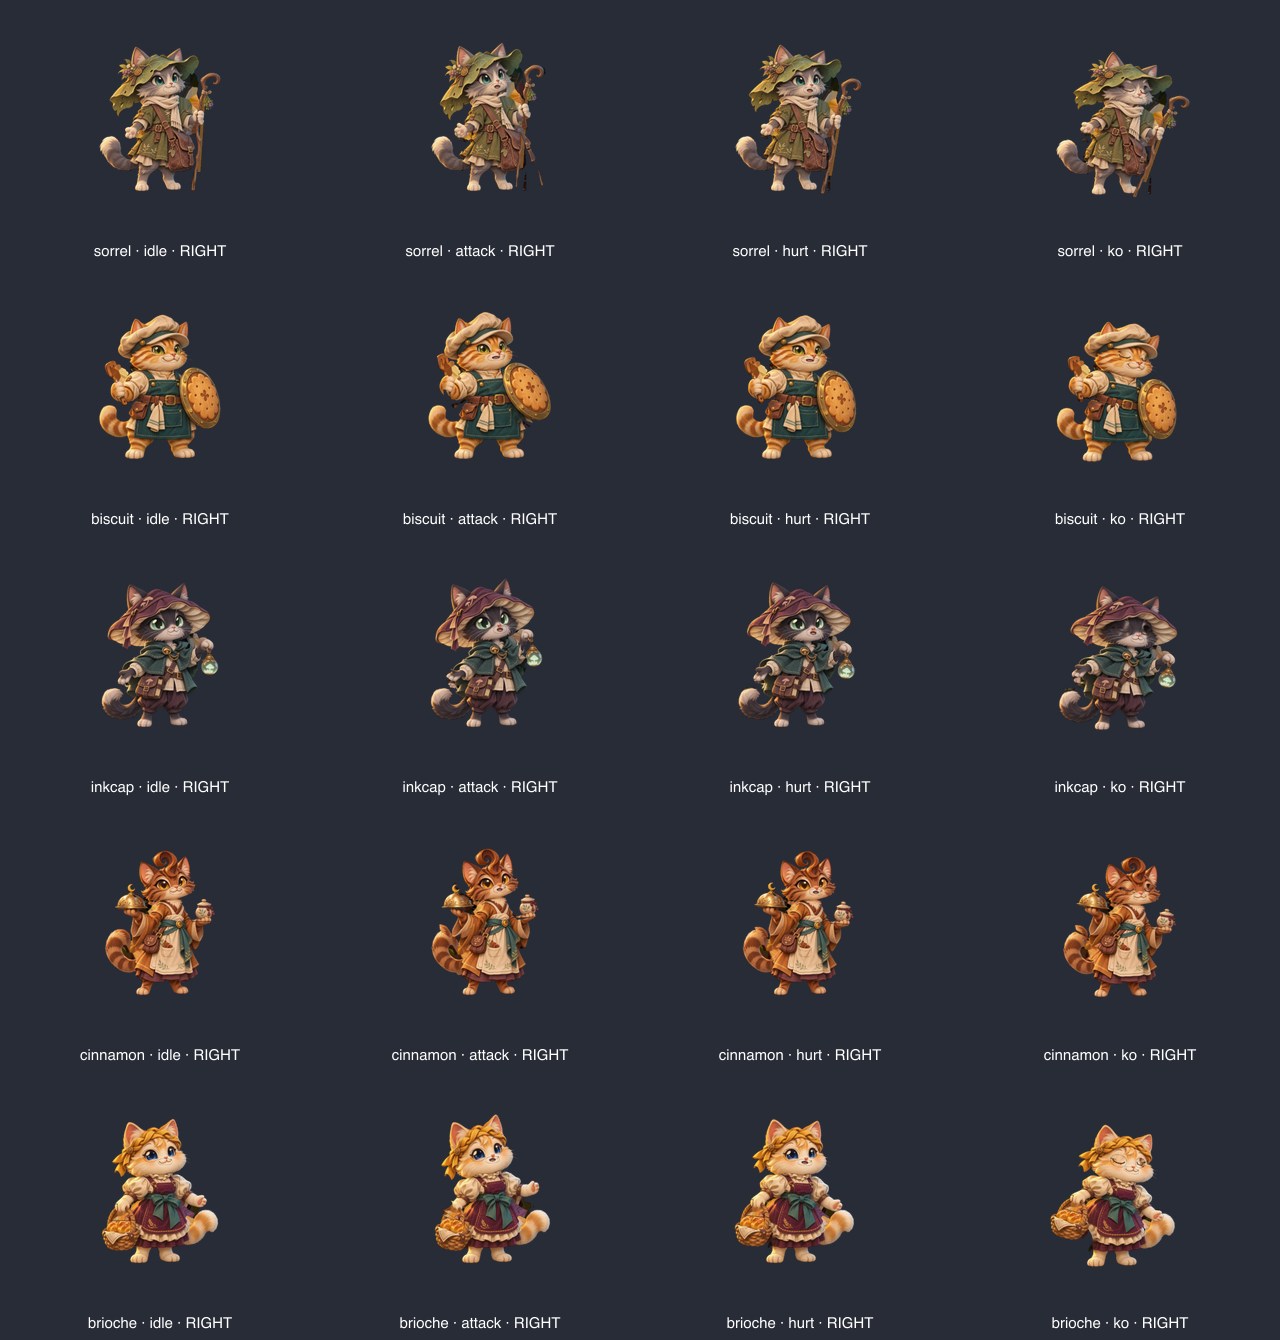 sorrel · idle · RIGHT
sorrel · attack · RIGHT
sorrel · hurt · RIGHT
sorrel · ko · RIGHT
biscuit · idle · RIGHT
biscuit · attack · RIGHT
biscuit · hurt · RIGHT
biscuit · ko · RIGHT
inkcap · idle · RIGHT
inkcap · attack · RIGHT
inkcap · hurt · RIGHT
inkcap · ko · RIGHT
cinnamon · idle · RIGHT
cinnamon · attack · RIGHT
cinnamon · hurt · RIGHT
cinnamon · ko · RIGHT
brioche · idle · RIGHT
brioche · attack · RIGHT
brioche · hurt · RIGHT
brioche · ko · RIGHT